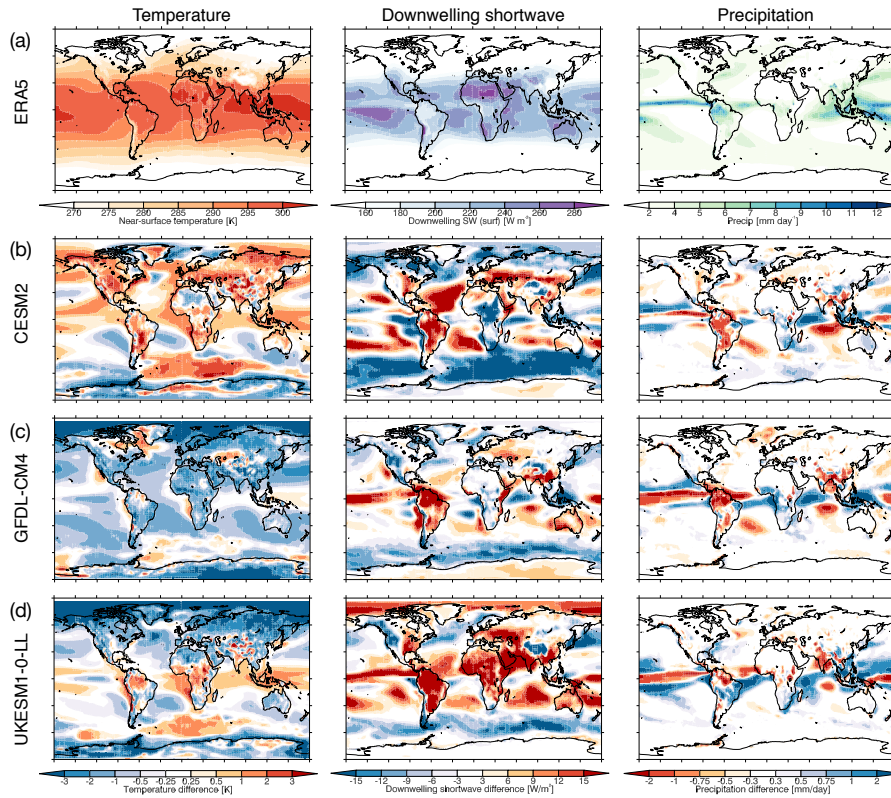 Temperature
Downwelling shortwave
Precipitation
(a)
ERA5
270 280 285 290 295 300
Near-surface temperature [K]
160 200 220 240 260 280
Downwelling SW (surf) [W m²]
2 4 5 6 7 8 9 10 11 12
Precip [mm day⁻]
(b)
CESM2
(c)
GFDL-CM4
(d)
UKESM1-0-LL
-3 -2 -1 -0.5 0.25 0.25 0.5 1 2 3
Temperature difference [K]
-15 -12 -9 -6 -3 3 6 9 12 15
Downwelling shortwave difference [W/m²]
-2 -1 -0.75 -0.5 -0.3 0.3 0.5 0.75 1 2
Precipitation difference [mm/day]